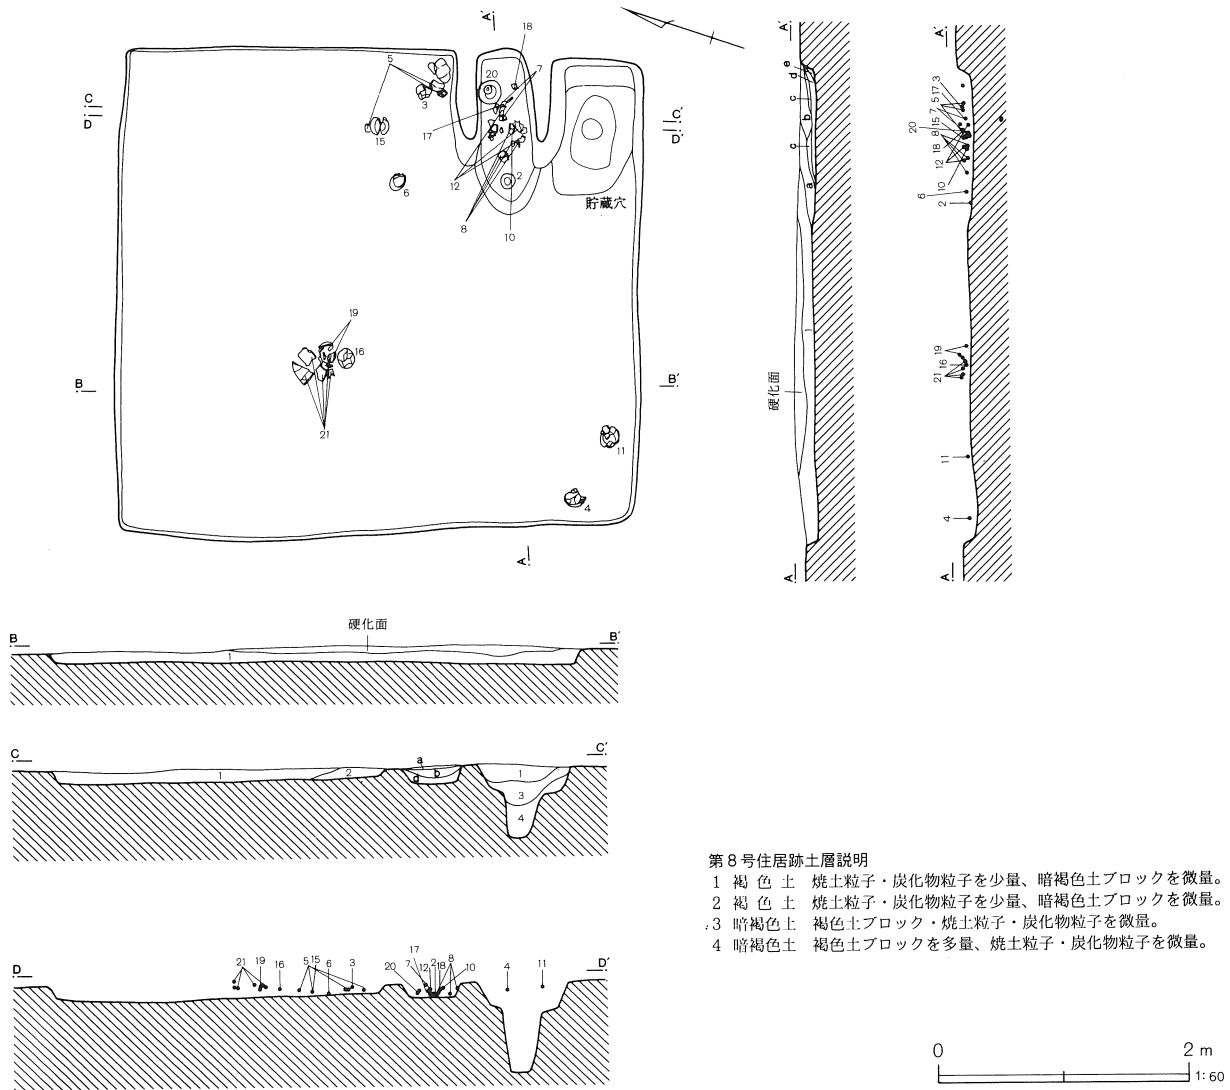 A′
18
7
5
20
3
C
D
C′
D′
17
15
12
2
6
貯蔵穴
8
10
19
16
B
B′
21
11
4
A
A′
e
d
c
b
c
a
1
硬化面
A
A′
3
17
5
7
15
8
20
18
12
10
6
2
19
16
21
11
4
A
硬化面
B
B′
1
C
C′
a
1
2
b
d
1
3
4
D
D′
21
19
16
5
15
6
3
20
17
7
12
2
18
8
10
4
11
第8号住居跡土層説明
1 褐色土 焼土粒子・炭化物粒子を少量、暗褐色土ブロックを微量。
2 褐色土 焼土粒子・炭化物粒子を少量、暗褐色土ブロックを微量。
3 暗褐色土 褐色土ブロック・焼土粒子・炭化物粒子を微量。
4 暗褐色土 褐色土ブロックを多量、焼土粒子・炭化物粒子を微量。
0 2 m
1:60